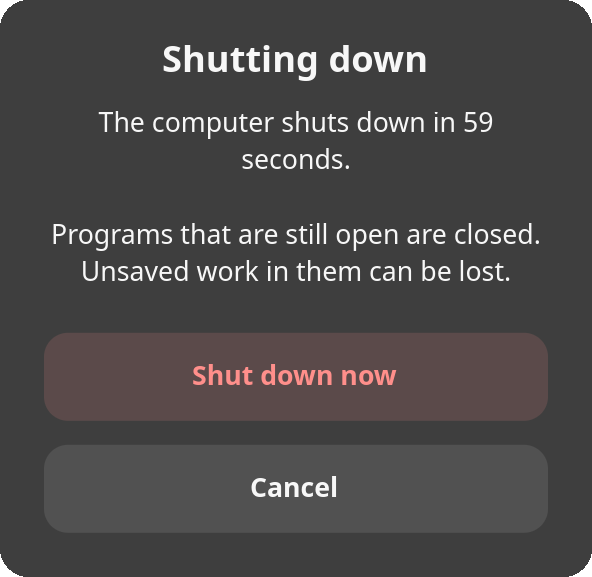 Shutting down
The computer shuts down in 59
seconds.
Programs that are still open are closed.
Unsaved work in them can be lost.
Shut down now
Cancel